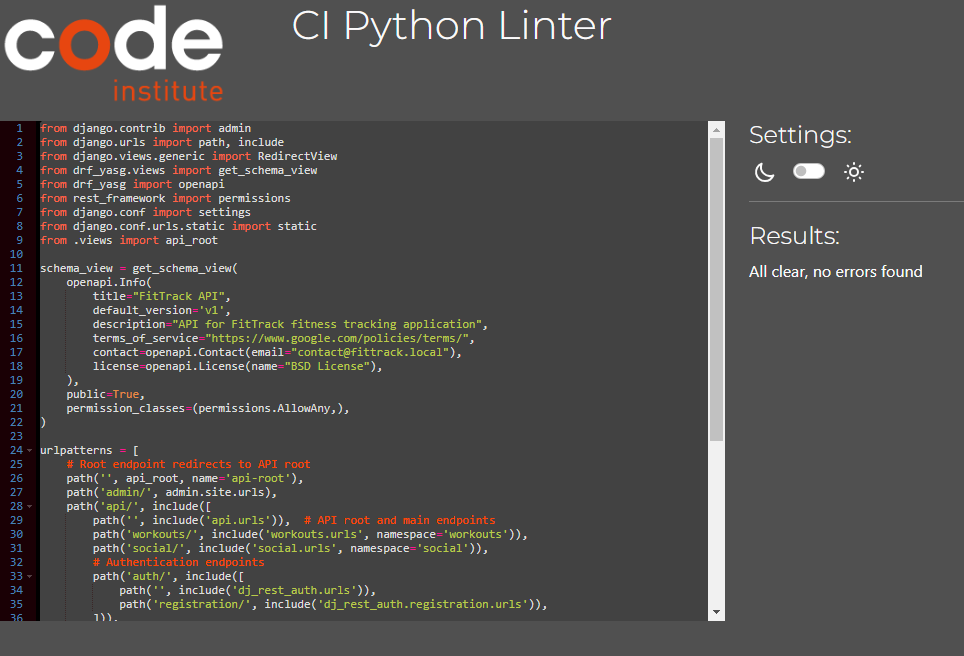 code
institute
CI Python Linter
1 from django.contrib import admin
2 from django.urls import path, include
3 from django.views.generic import RedirectView
4 from drf_yasg.views import get_schema_view
5 from drf_yasg import openapi
6 from rest_framework import permissions
7 from django.conf import settings
8 from django.conf.urls.static import static
9 from .views import api_root
10
11 schema_view = get_schema_view(
12     openapi.Info(
13         title="FitTrack API",
14         default_version='v1',
15         description="API for FitTrack fitness tracking application",
16         terms_of_service="https://www.google.com/policies/terms/",
17         contact=openapi.Contact(email="contact@fittrack.local"),
18         license=openapi.License(name="BSD License"),
19     ),
20     public=True,
21     permission_classes=(permissions.AllowAny,),
22 )
23
24 urlpatterns = [
25     # Root endpoint redirects to API root
26     path('', api_root, name='api-root'),
27     path('admin/', admin.site.urls),
28     path('api/', include([
29         path('', include('api.urls')),  # API root and main endpoints
30         path('workouts/', include('workouts.urls', namespace='workouts')),
31         path('social/', include('social.urls', namespace='social')),
32         # Authentication endpoints
33         path('auth/', include([
34             path('', include('dj_rest_auth.urls')),
35             path('registration/', include('dj_rest_auth.registration.urls')),
36         ])),
Settings:
Results:
All clear, no errors found